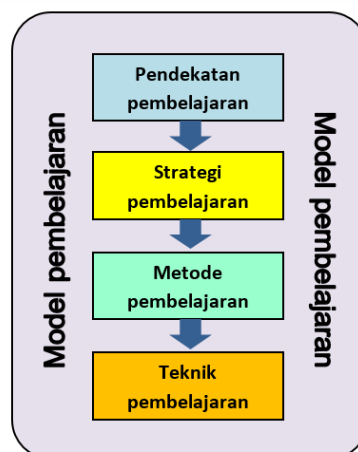 Model pembelajaran
Pendekatan
pembelajaran
Strategi
pembelajaran
Metode
pembelajaran
Teknik
pembelajaran
Model pembelajaran